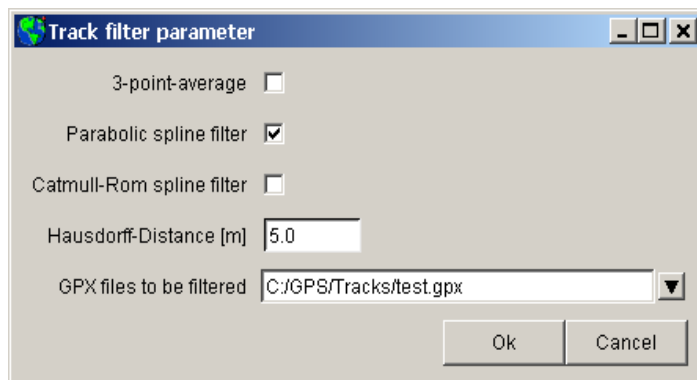 Track filter parameter
3-point-average
Parabolic spline filter
Catmull-Rom spline filter
Hausdorff-Distance [m] 5.0
GPX files to be filtered C:/GPS/Tracks/test.gpx
Ok Cancel